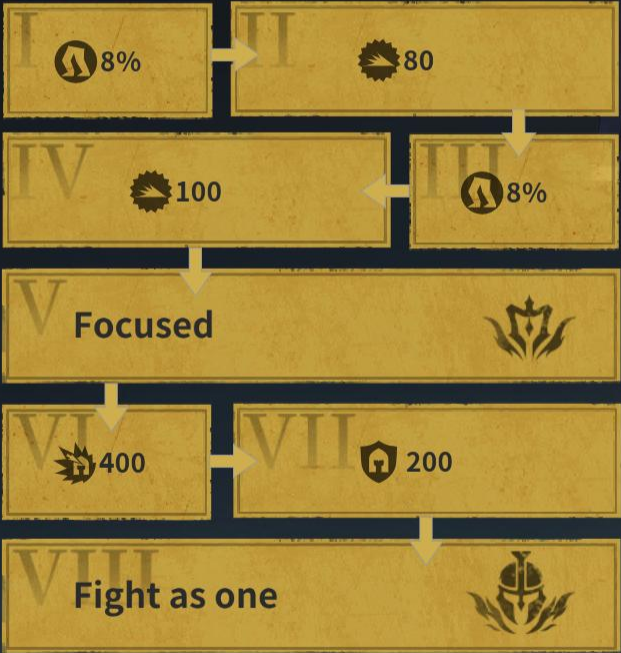 I 8%
II 80
III 8%
IV 100
V Focused
VI 400
VII 200
VIII Fight as one